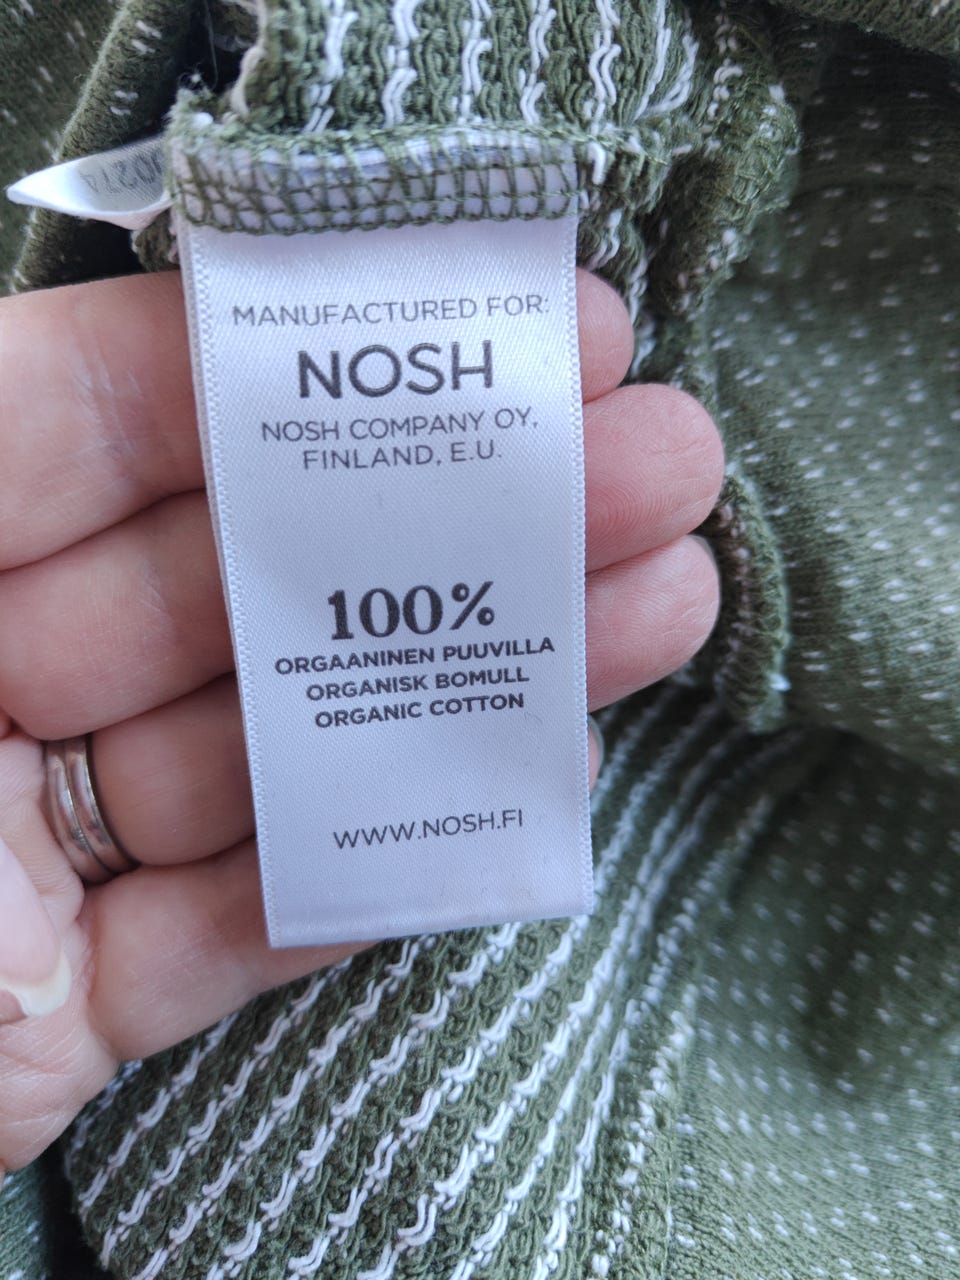 MANUFACTURED FOR:
NOSH
NOSH COMPANY OY,
FINLAND, E.U.
100%
ORGAANINEN PUUVILLA
ORGANISK BOMULL
ORGANIC COTTON
WWW.NOSH.FI